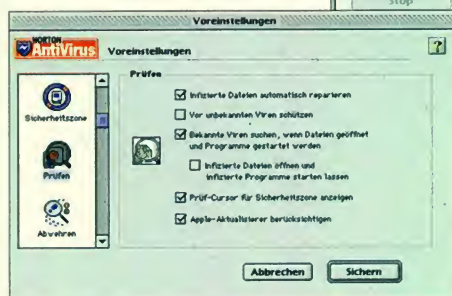 Stop
Voreinstellungen
NORTON
AntiVirus
Voreinstellungen
?
Sicherheitszone
Prüfen
Abwehren
Prüfen
Infizierte Dateien automatisch reparieren
Vor unbekannten Viren schützen
Bekannte Viren suchen, wenn Dateien geöffnet
und Programme gestartet werden
Infizierte Dateien öffnen und
infizierte Programme starten lassen
Prüf-Cursor für Sicherheitszone anzeigen
Apple-Aktualisierer berücksichtigen
Abbrechen
Sichern